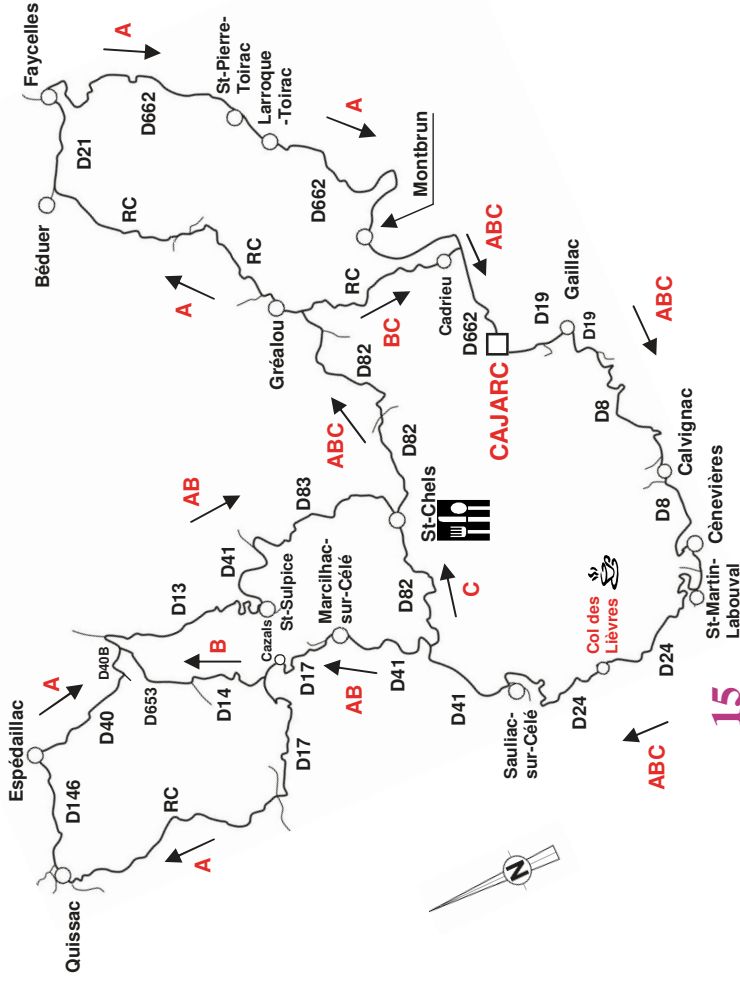 Quissac
D146
Espédaillac
A
D40
D40B
D653
RC
A
D17
D14
B
Cazals
D17
D13
D41
St-Sulpice
AB
D83
Marcilhac-
sur-Célé
AB
D41
D82
C
St-Chels
D82
ABC
D82
Gréalou
A
RC
RC
Béduer
D21
Faycelles
A
D662
St-Pierre-
Toirac
Larroque
-Toirac
A
D662
Montbrun
RC
BC
Cadrieu
ABC
D662
CAJARC
D19
Gaillac
D19
ABC
D8
Calvignac
D8
Cènevières
St-Martin-
Labouval
Col des
Lièvres
D24
D24
ABC
Sauliac-
sur-Célé
D41
N
15